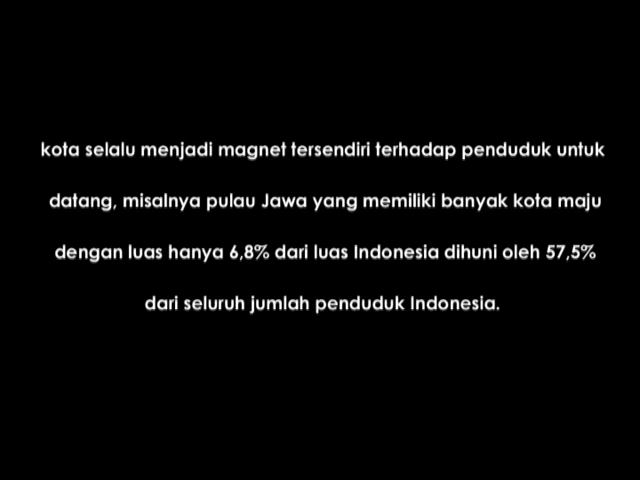 kota selalu menjadi magnet tersendiri terhadap penduduk untuk
datang, misalnya pulau Jawa yang memiliki banyak kota maju
dengan luas hanya 6,8% dari luas Indonesia dihuni oleh 57,5%
dari seluruh jumlah penduduk Indonesia.